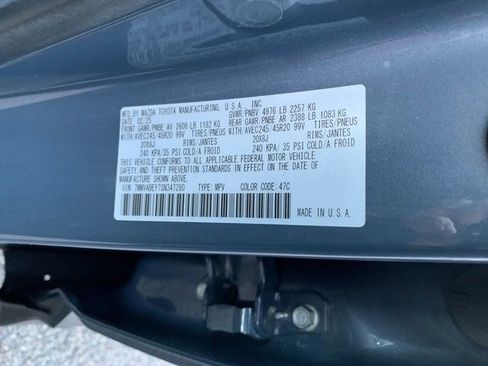 MFG. BY MAZDA TOYOTA MANUFACTURING, U.S.A., INC.
DATE: 02/25 GVWR/PNBV 4976 LB 2257 KG
FRONT GAWR/PNBE AV 2606 LB 1182 KG REAR GAWR/PNBE AR 2388 LB 1083 KG
WITH/AVEC245/45R20 99V TIRES/PNEUS WITH/AVEC245/45R20 99V TIRES/PNEUS
20X8J RIMS/JANTES 20X8J RIMS/JANTES
240 KPA/35 PSI COLD/A FROID 240 KPA/ 35 PSI COLD/A FROID
THIS VEHICLE CONFORMS TO ALL APPLICABLE FEDERAL MOTOR VEHICLE
SAFETY, BUMPER, AND THEFT PREVENTION STANDARDS IN EFFECT ON THE DATE OF
MANUFACTURE SHOWN ABOVE.
VIN: 7MMVABEY7SN347280 TYPE: MPV COLOR CODE: 47C
MADE IN U.S.A.